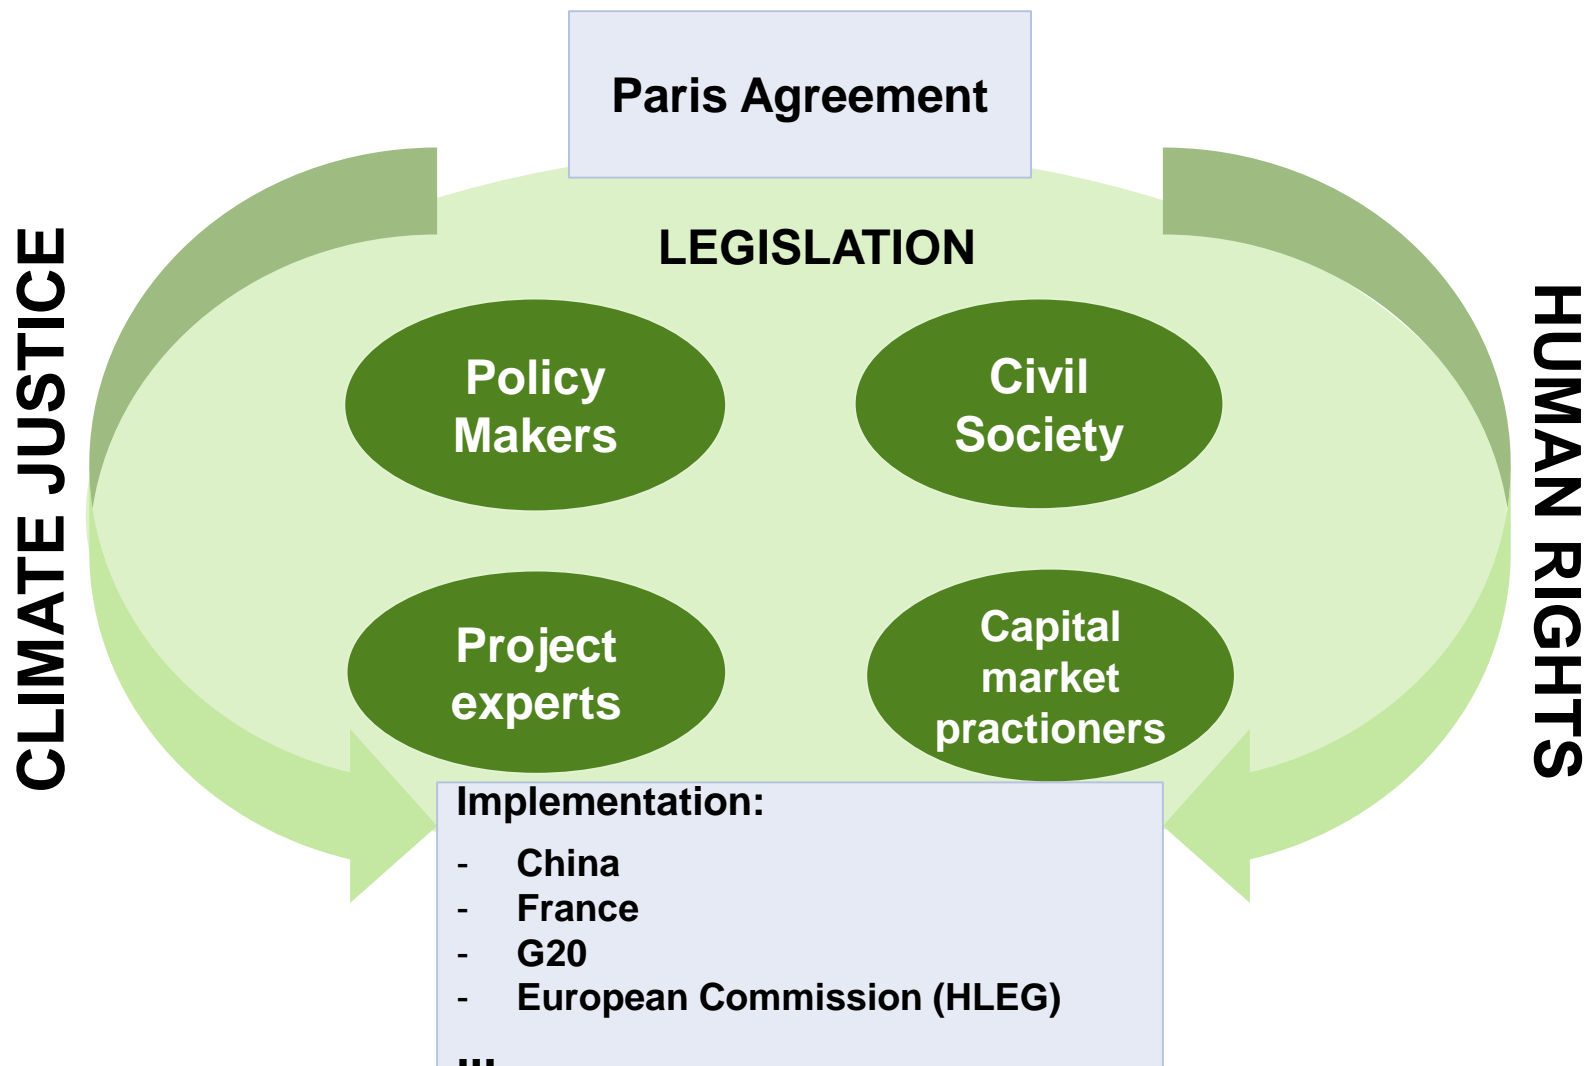 Paris Agreement
LEGISLATION
CLIMATE JUSTICE
HUMAN RIGHTS
Policy
Makers
Civil
Society
Project
experts
Capital
market
practioners
Implementation:
- China
- France
- G20
- European Commission (HLEG)
...